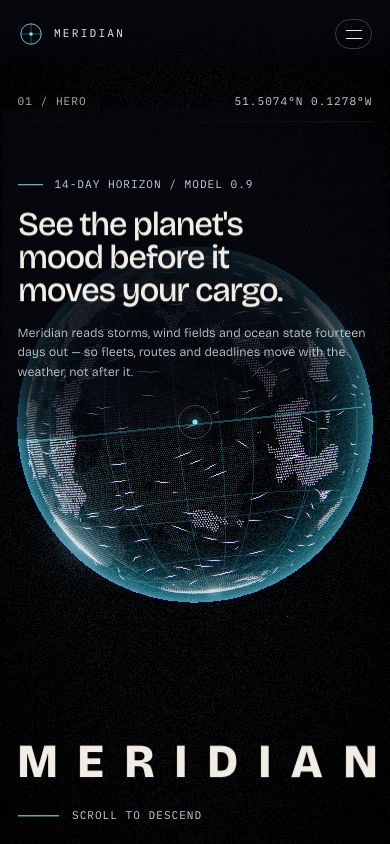 MERIDIAN
01 / HERO
51.5074°N 0.1278°W
14-DAY HORIZON / MODEL 0.9
See the planet's
mood before it
moves your cargo.
Meridian reads storms, wind fields and ocean state fourteen
days out — so fleets, routes and deadlines move with the
weather, not after it.
MERIDIAN
SCROLL TO DESCEND